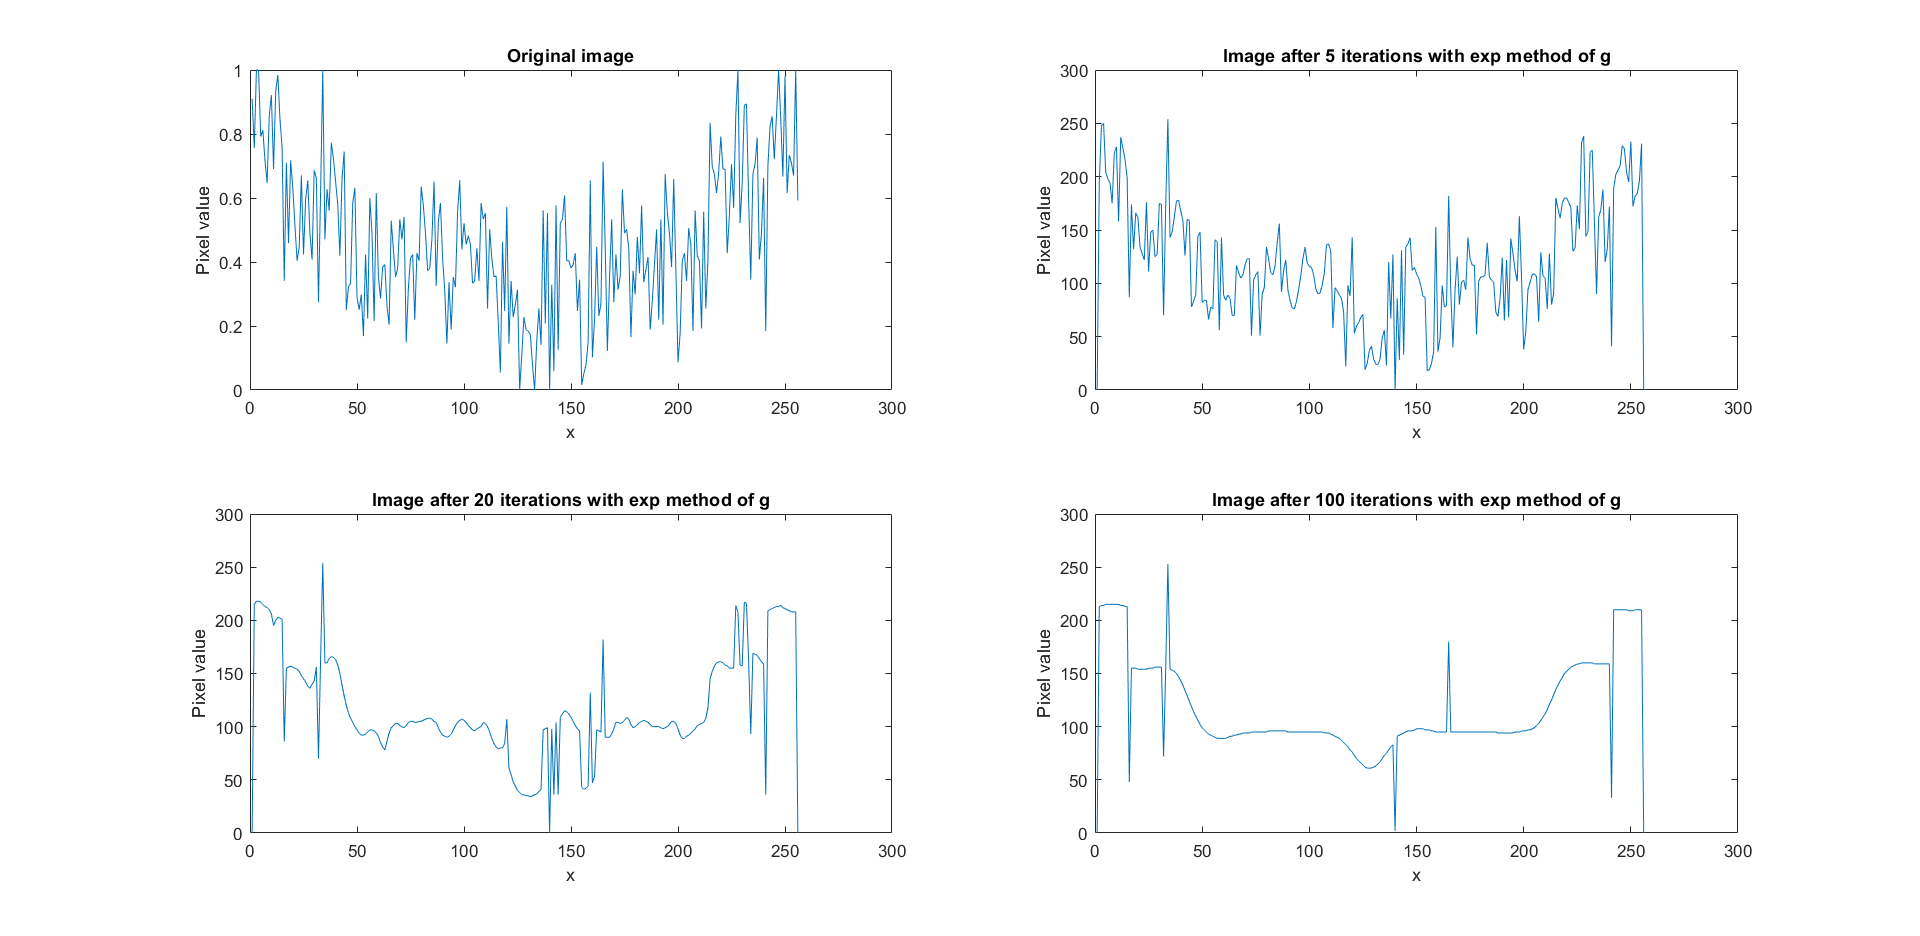 Original image
1
0.8
0.6
0.4
0.2
0
Pixel value
0 50 100 150 200 250 300
x
Image after 5 iterations with exp method of g
300
250
200
150
100
50
0
Pixel value
0 50 100 150 200 250 300
x
Image after 20 iterations with exp method of g
300
250
200
150
100
50
0
Pixel value
0 50 100 150 200 250 300
x
Image after 100 iterations with exp method of g
300
250
200
150
100
50
0
Pixel value
0 50 100 150 200 250 300
x